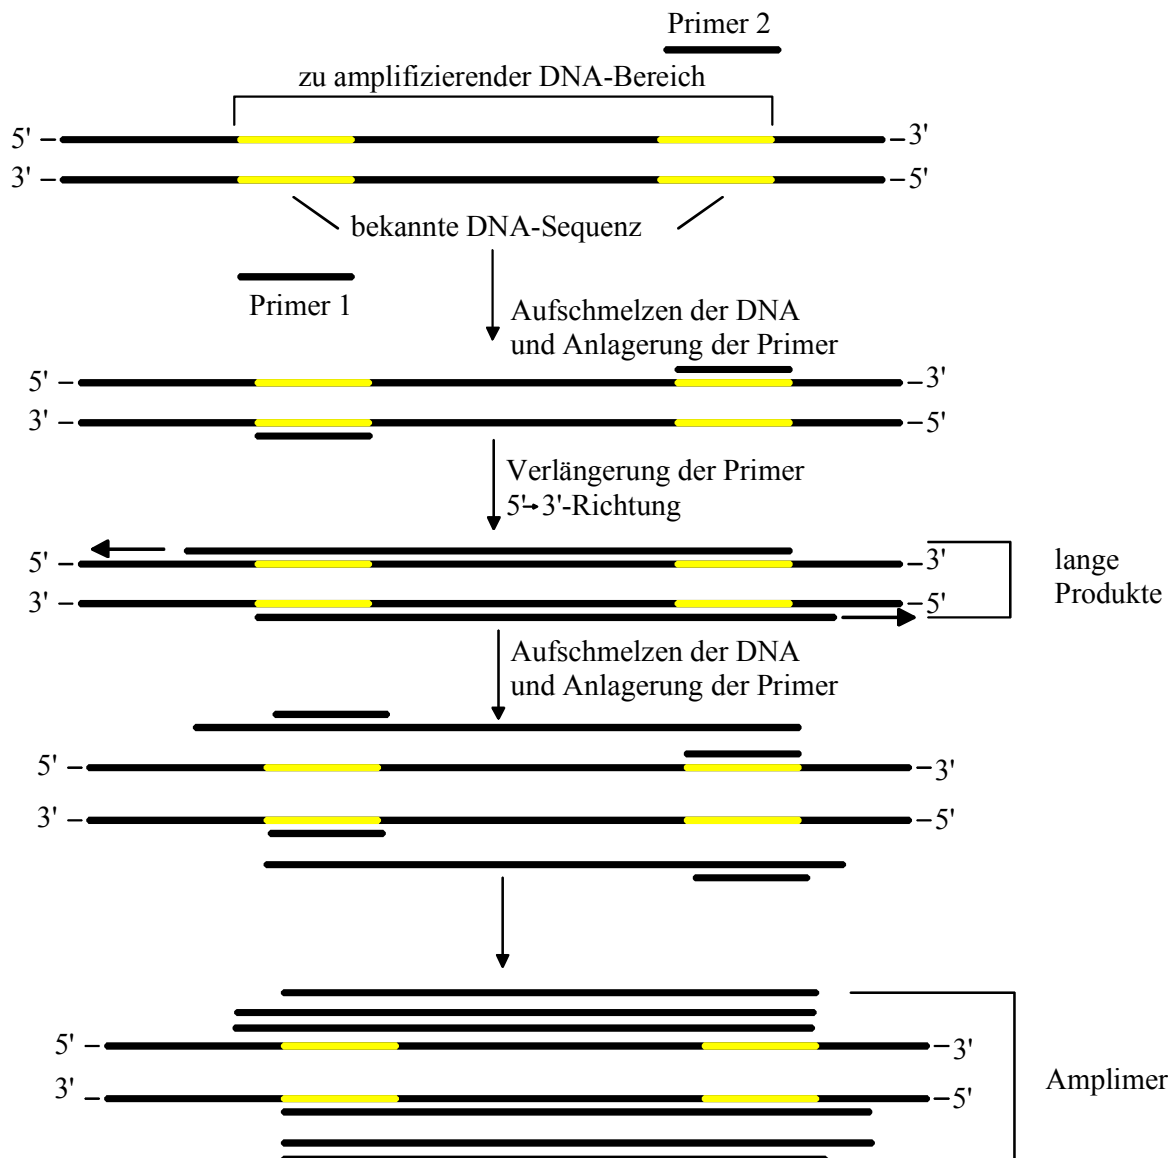 Primer 2
zu amplifizierender DNA-Bereich
5' 3'
3' 5'
bekannte DNA-Sequenz
Primer 1
Aufschmelzen der DNA
und Anlagerung der Primer
5' 3'
3' 5'
Verlängerung der Primer
5'→3'-Richtung
5' 3'
3' 5'
lange
Produkte
Aufschmelzen der DNA
und Anlagerung der Primer
5' 3'
3' 5'
5' 3'
3' 5'
Amplimer